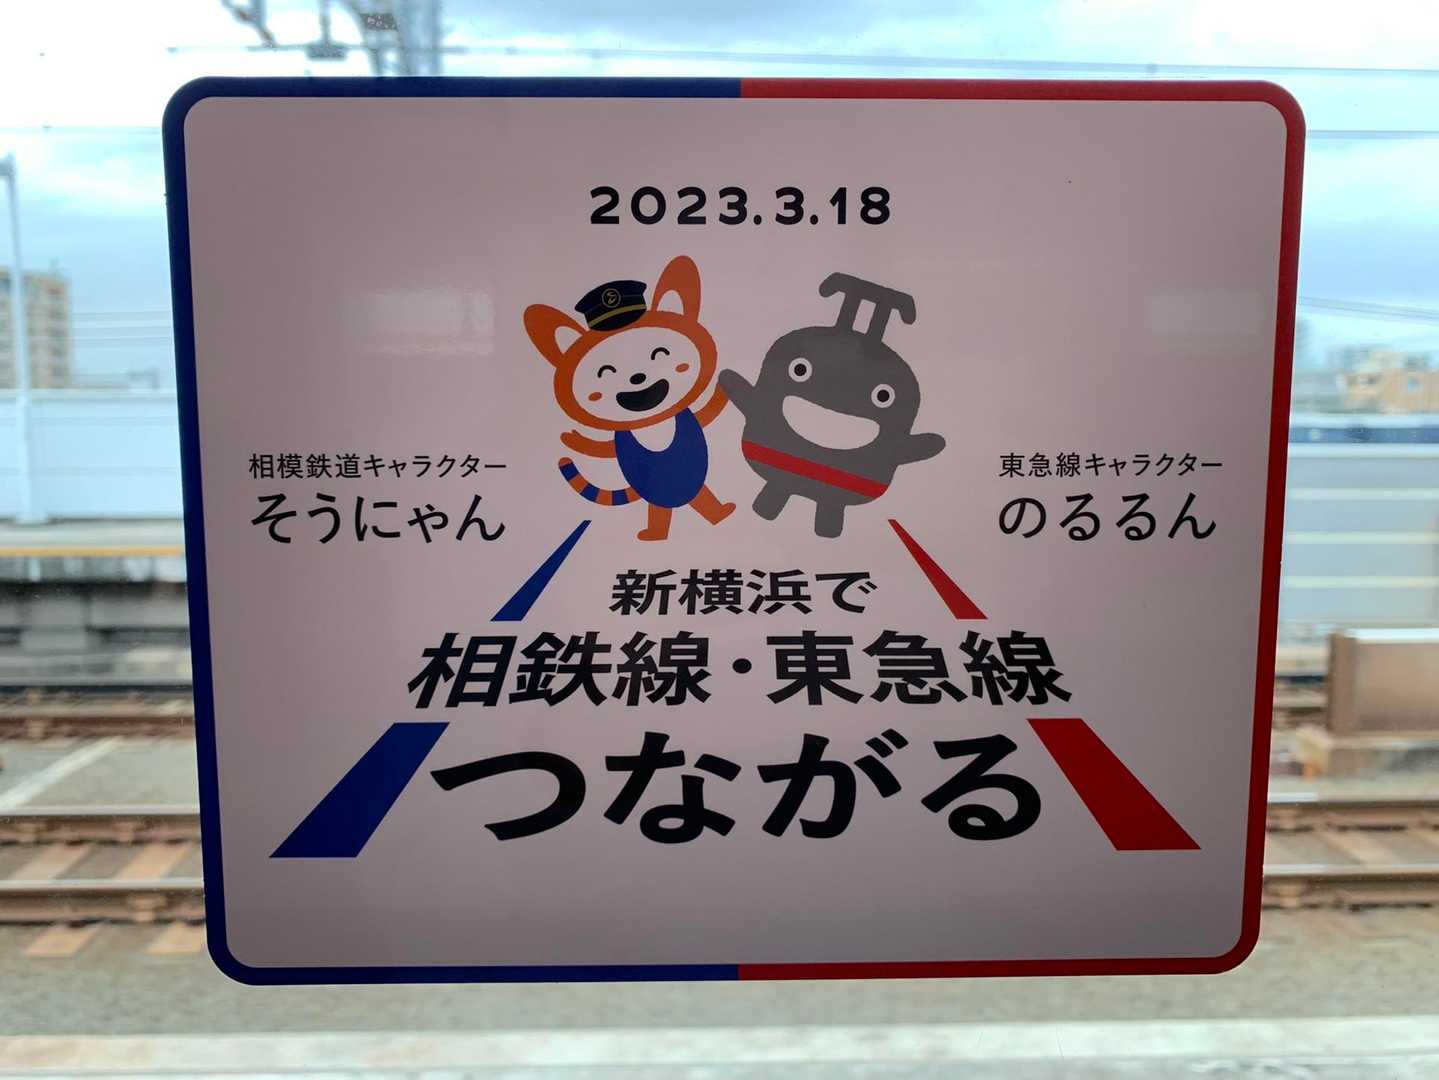 2023.3.18
相模鉄道キャラクター
そうにゃん
東急線キャラクター
のるるん
新横浜で
相鉄線・東急線
つながる